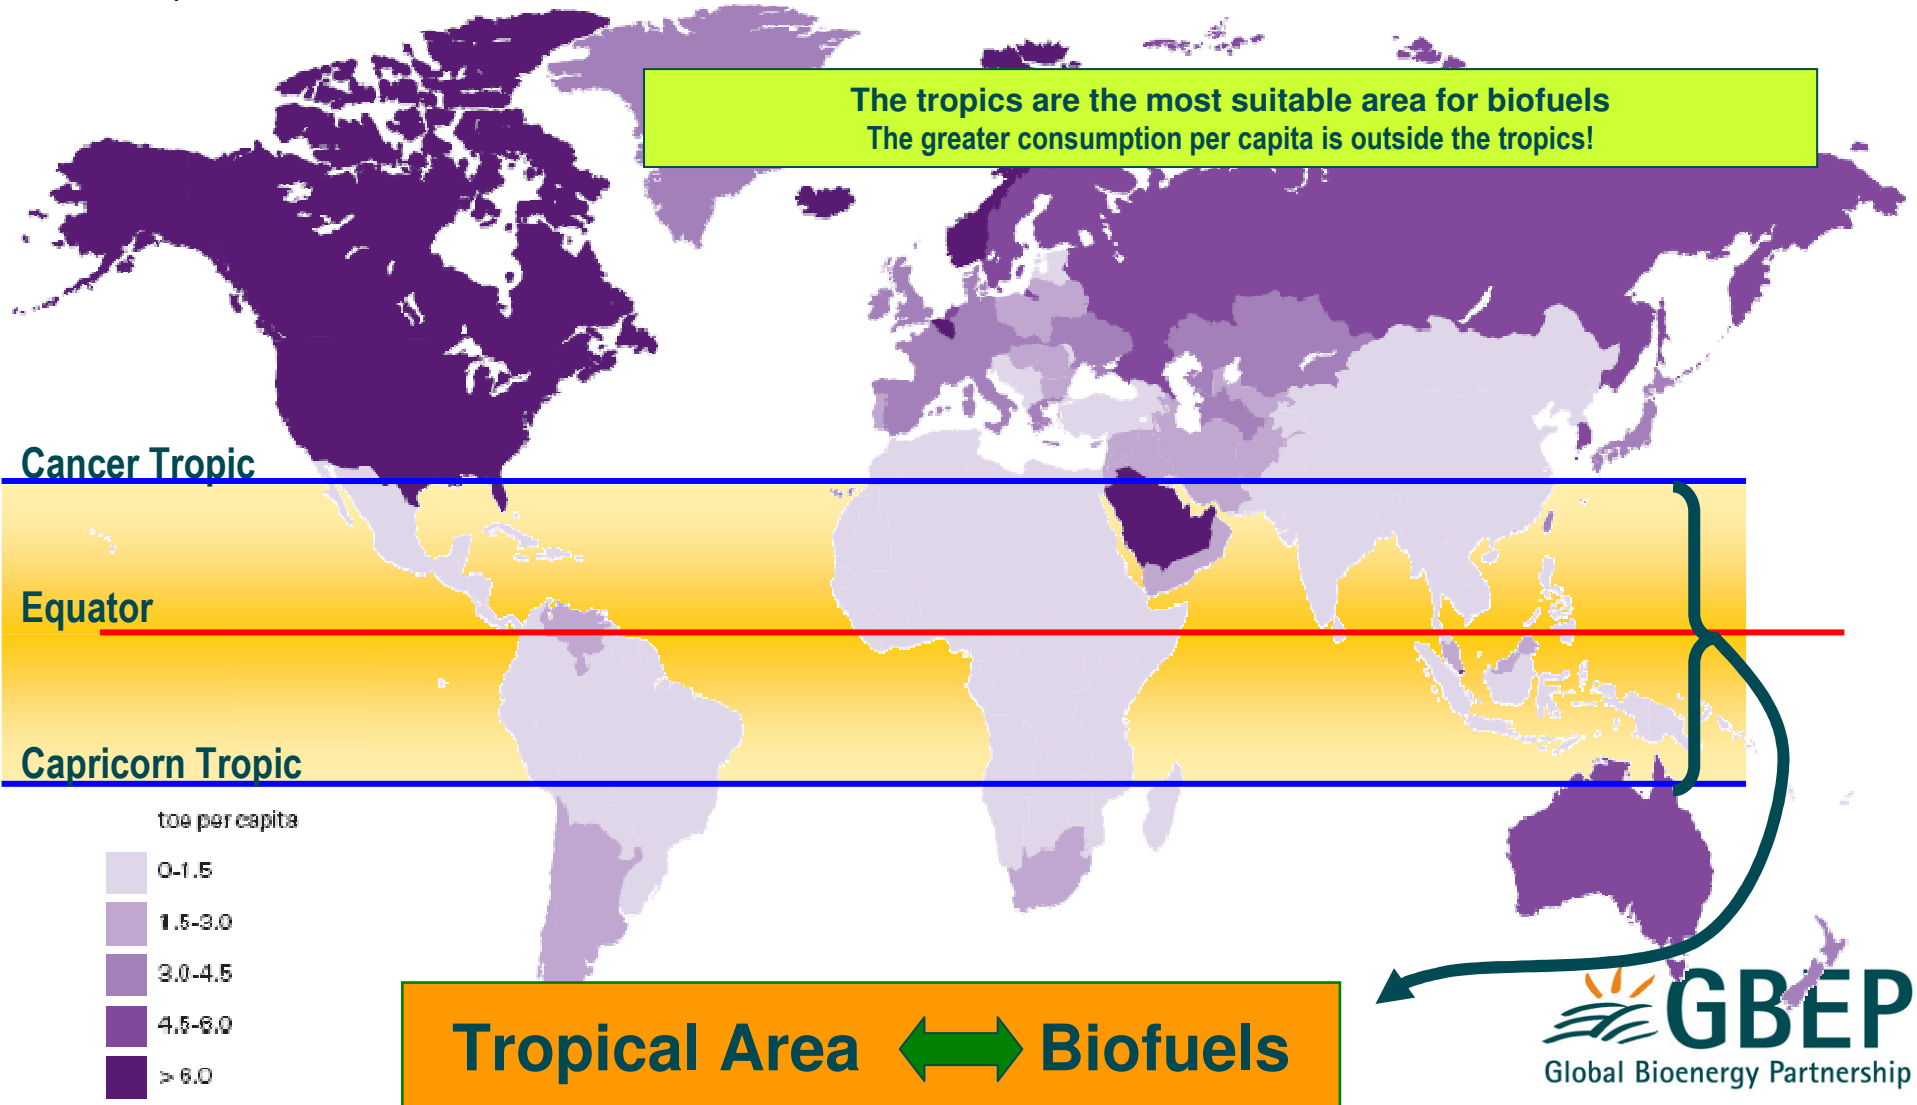 The tropics are the most suitable area for biofuels
The greater consumption per capita is outside the tropics!
Cancer Tropic
Equator
Capricorn Tropic
toe per capita
0-1.5
1.5-3.0
3.0-4.5
4.5-6.0
> 6.0
Tropical Area Biofuels
GBEP
Global Bioenergy Partnership